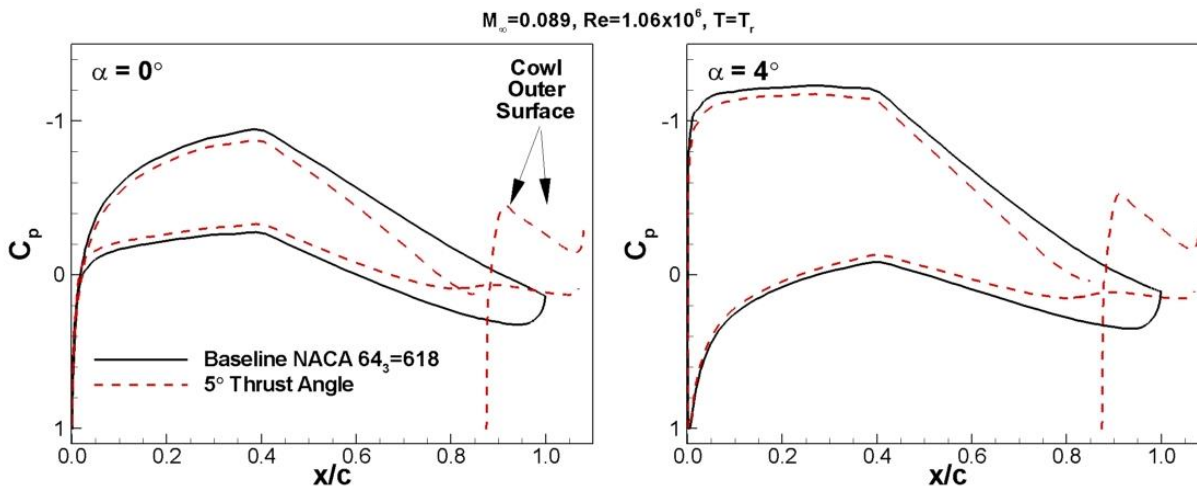 M∞=0.089, Re=1.06x10⁶, T=Tᵣ
α = 0°
Cowl
Outer
Surface
-1
0
1
Cₚ
Baseline NACA 64₃=618
5° Thrust Angle
0.0 0.2 0.4 0.6 0.8 1.0
x/c
α = 4°
-1
0
1
Cₚ
0.0 0.2 0.4 0.6 0.8 1.0
x/c